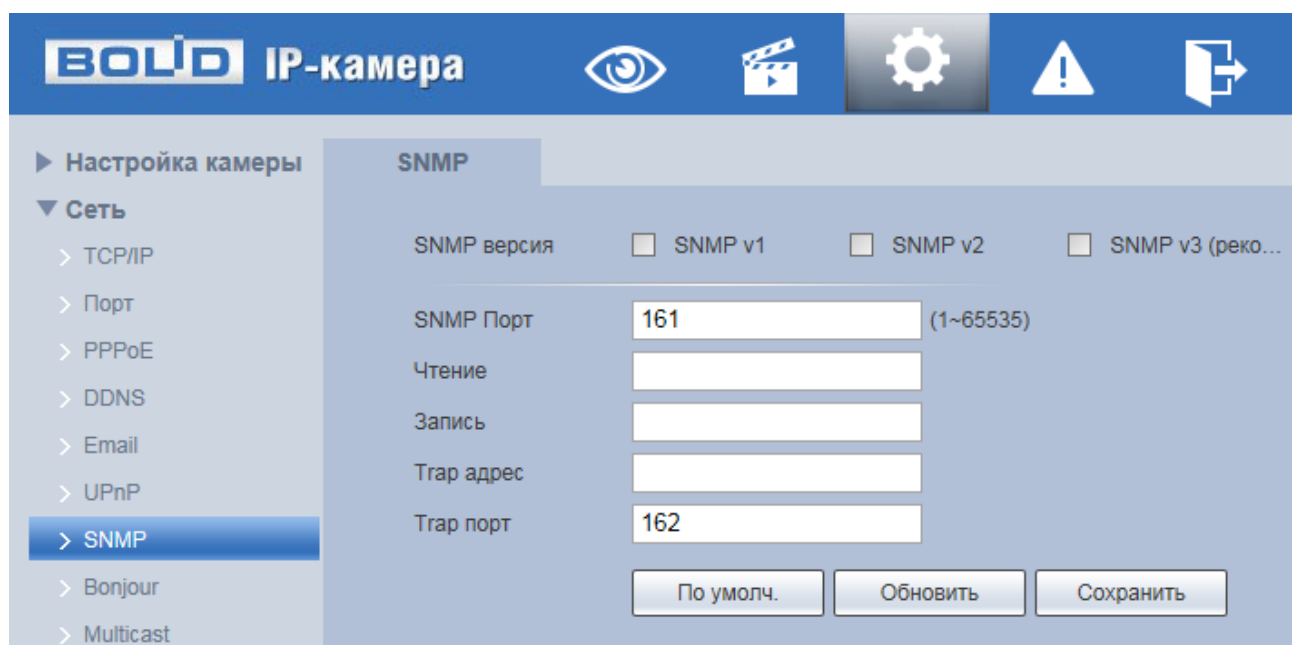 BOLID IP-камера
Настройка камеры
Сеть
TCP/IP
Порт
PPPoE
DDNS
Email
UPnP
SNMP
Bonjour
Multicast
SNMP
SNMP версия SNMP v1 SNMP v2 SNMP v3 (реко...
SNMP Порт 161 (1~65535)
Чтение
Запись
Trap адрес
Trap порт 162
По умолч. Обновить Сохранить